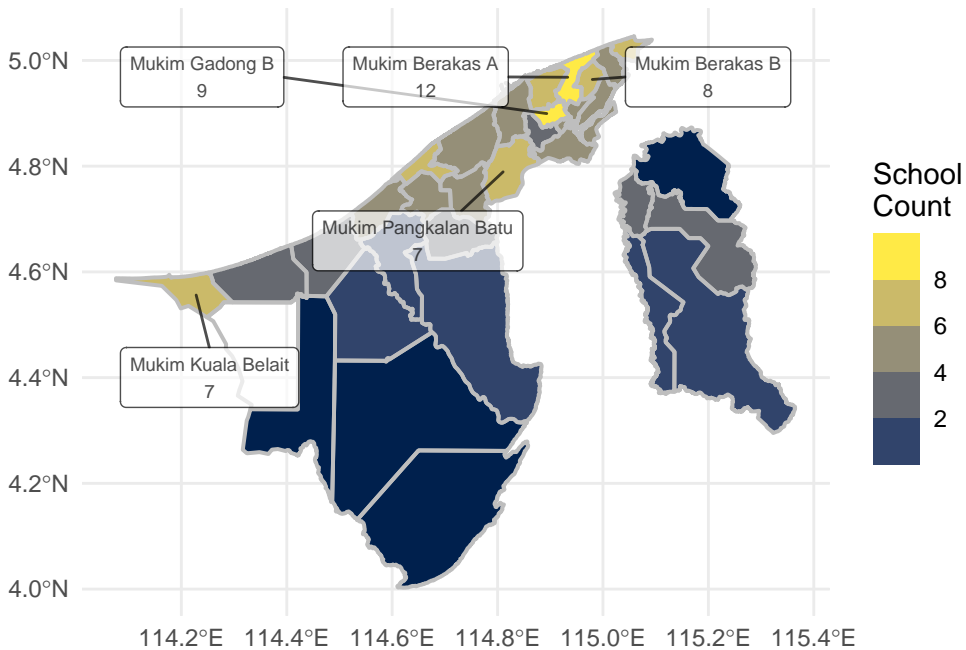 5.0°N
4.8°N
4.6°N
4.4°N
4.2°N
4.0°N
Mukim Gadong B
9
Mukim Berakas A
12
Mukim Berakas B
8
Mukim Pangkalan Batu
7
Mukim Kuala Belait
7
114.2°E
114.4°E
114.6°E
114.8°E
115.0°E
115.2°E
115.4°E
School
Count
8
6
4
2